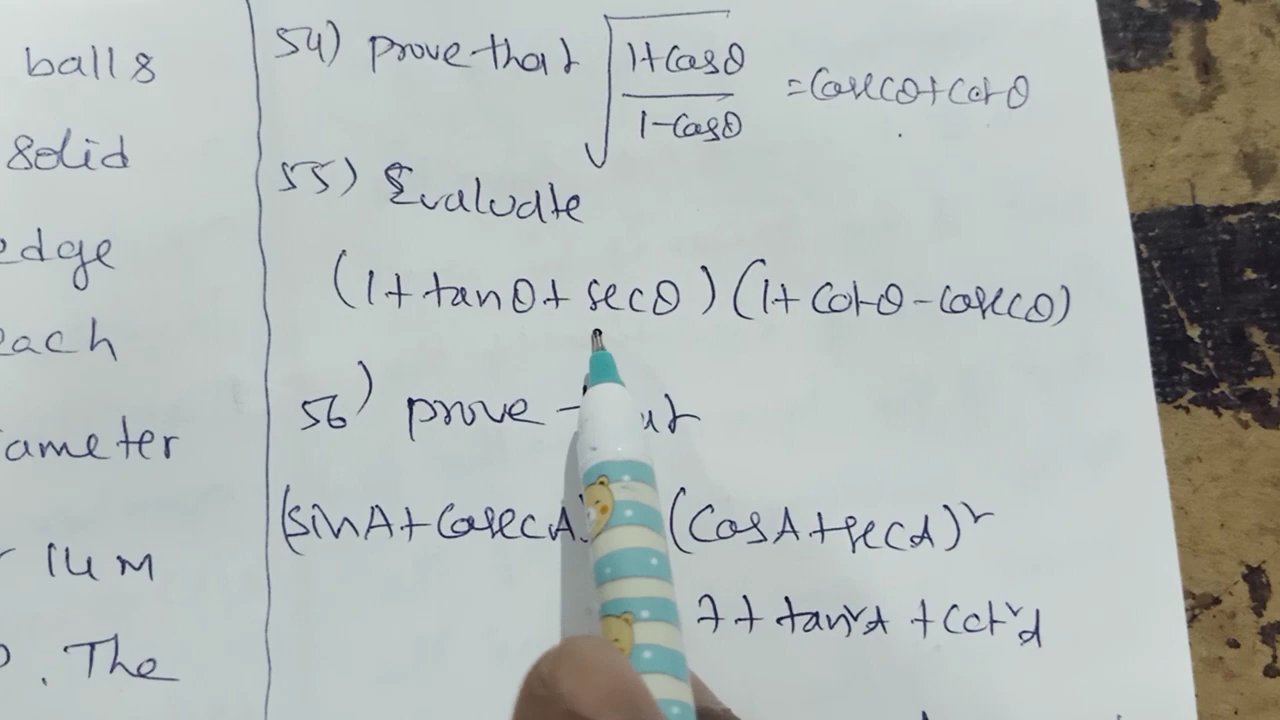 balls
solid
edge
each
ameter
14 M
. The
54) prove that √(1+cosθ / 1-cosθ) = cosecθ+cotθ
55) Evaluate
(1+tanθ+secθ)(1+cotθ-cosecθ)
56) prove
(sinA+cosecA) (cosA+secA)²
7+tan²A+cot²A